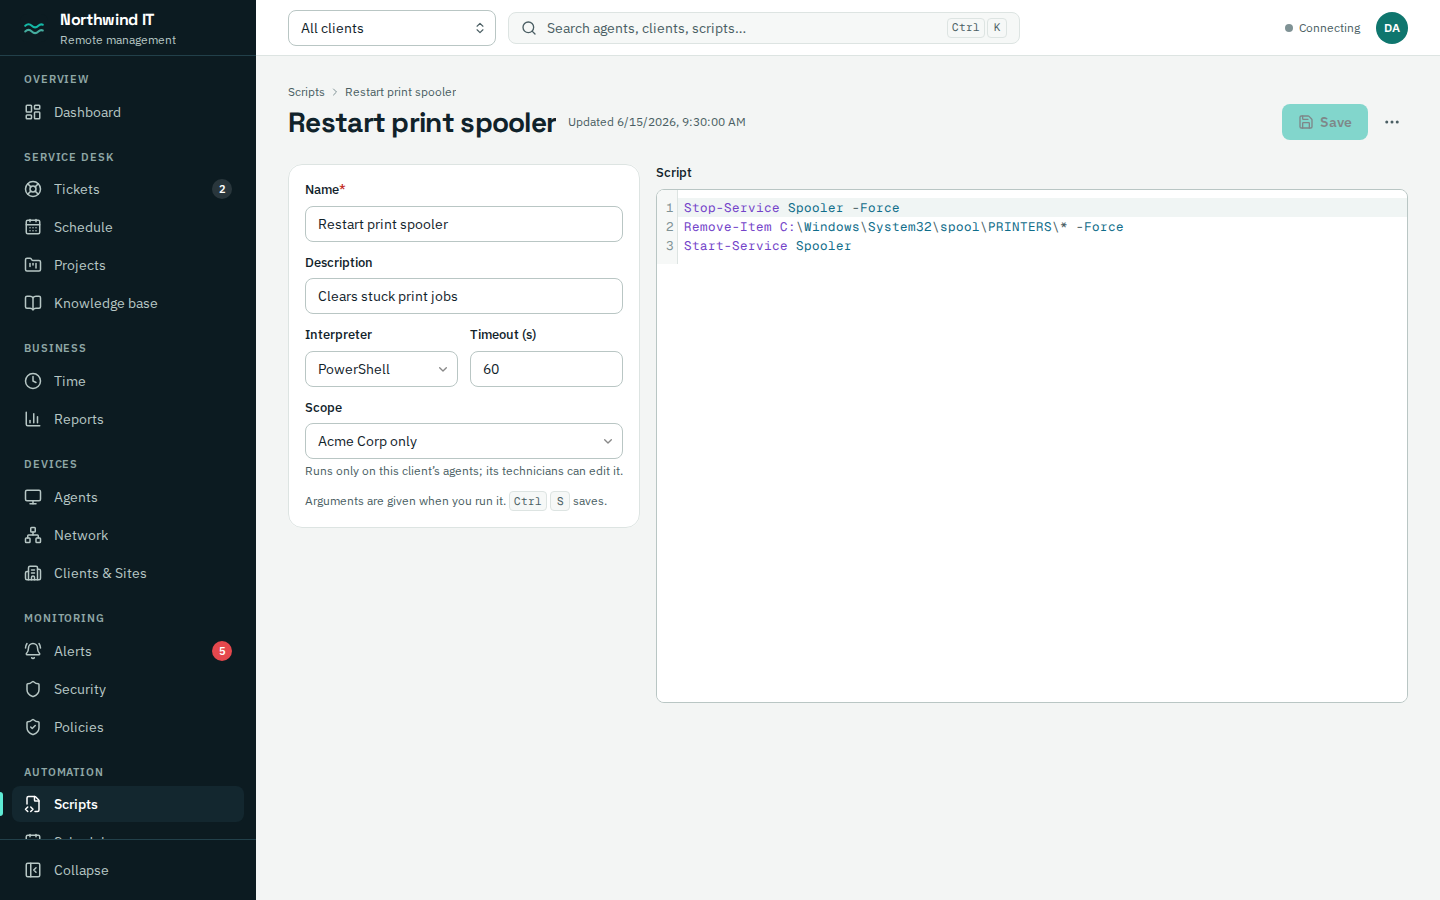 Northwind IT
Remote management
All clients
Search agents, clients, scripts...
Ctrl K
Connecting
DA
OVERVIEW
Dashboard
SERVICE DESK
Tickets 2
Schedule
Projects
Knowledge base
BUSINESS
Time
Reports
DEVICES
Agents
Network
Clients & Sites
MONITORING
Alerts 5
Security
Policies
AUTOMATION
Scripts
Collapse
Scripts > Restart print spooler
Restart print spooler
Updated 6/15/2026, 9:30:00 AM
Save
Name*
Restart print spooler
Description
Clears stuck print jobs
Interpreter Timeout (s)
PowerShell 60
Scope
Acme Corp only
Runs only on this client's agents; its technicians can edit it.
Arguments are given when you run it. Ctrl S saves.
Script
1 Stop-Service Spooler -Force
2 Remove-Item C:\Windows\System32\spool\PRINTERS\* -Force
3 Start-Service Spooler